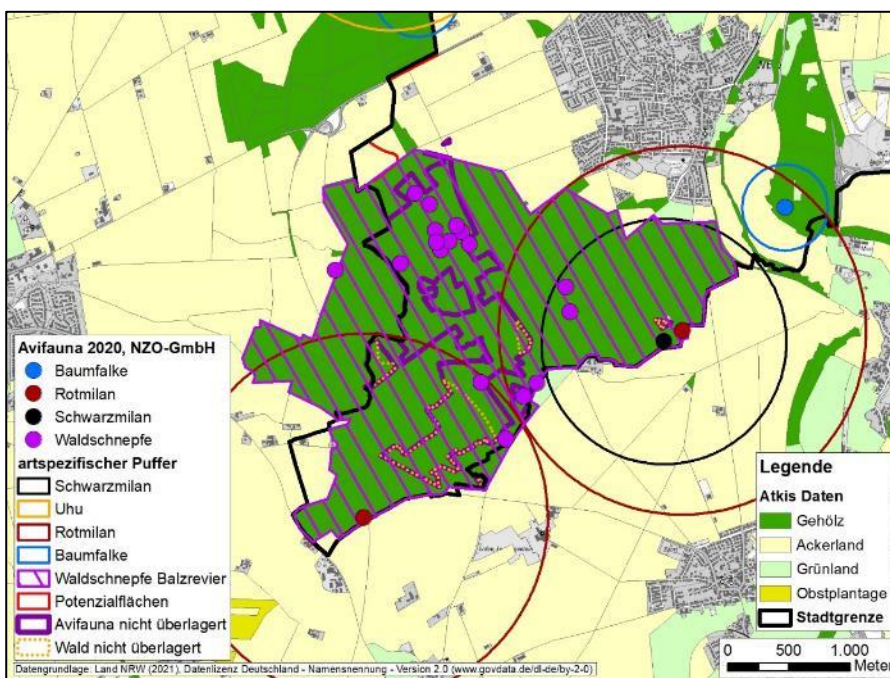 Avifauna 2020, NZO-GmbH
Baumfalke
Rotmilan
Schwarzmilan
Waldschnepfe
artspezifischer Puffer
Schwarzmilan
Uhu
Rotmilan
Baumfalke
Waldschnepfe Balzrevier
Potenzialflächen
Avifauna nicht überlagert
Wald nicht überlagert
Legende
Atkis Daten
Gehölz
Ackerland
Grünland
Obstplantage
Stadtgrenze
0 500 1.000
Meter
Datengrundlage: Land NRW (2021), Datenlizenz Deutschland - Namensnennung - Version 2.0 (www.govdata.de/dl-de/by-2-0)